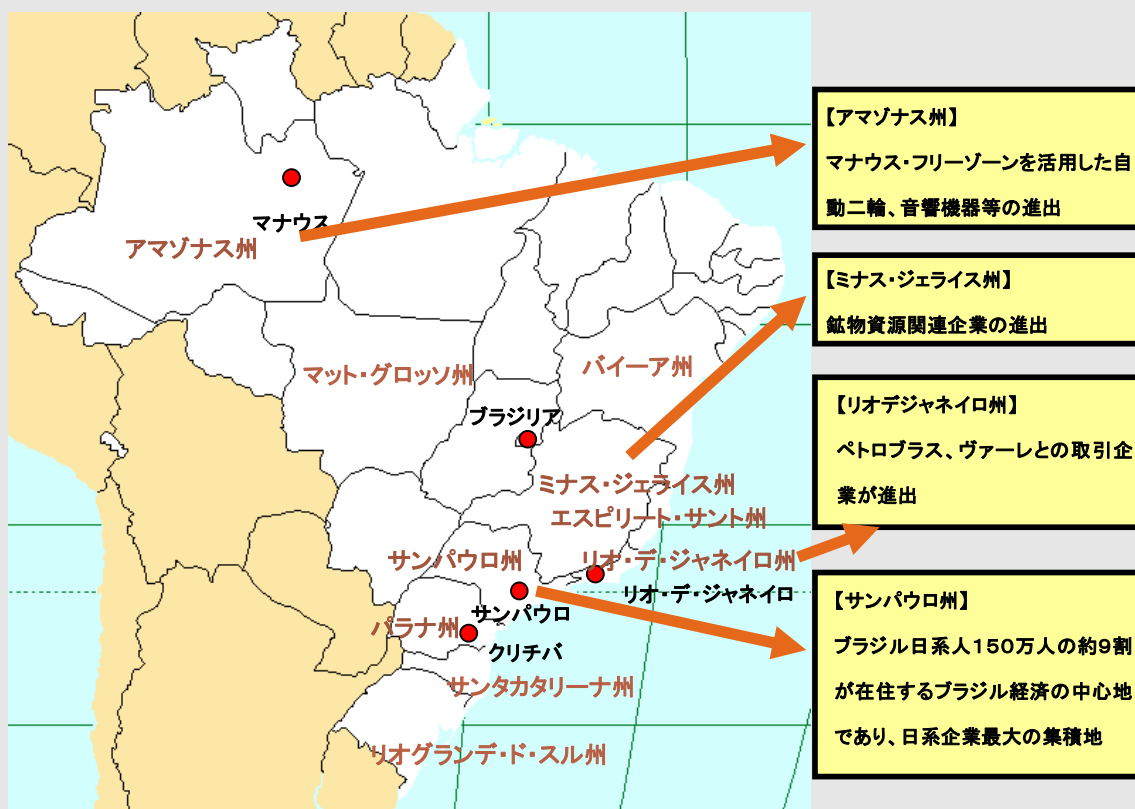 マナウス
アマゾナス州
マット・グロッソ州
バイーア州
ブラジリア
ミナス・ジェライス州
エスピリート・サント州
サンパウロ州
リオ・デ・ジャネイロ州
リオ・デ・ジャネイロ
サンパウロ
パラナ州
クリチバ
サンタカタリーナ州
リオグランデ・ド・スル州
【アマゾナス州】
マナウス・フリーゾーンを活用した自
動二輪、音響機器等の進出
【ミナス・ジェライス州】
鉱物資源関連企業の進出
【リオデジャネイロ州】
ペトロブラス、ヴァーレとの取引企
業が進出
【サンパウロ州】
ブラジル日系人150万人の約9割
が在住するブラジル経済の中心地
であり、日系企業最大の集積地